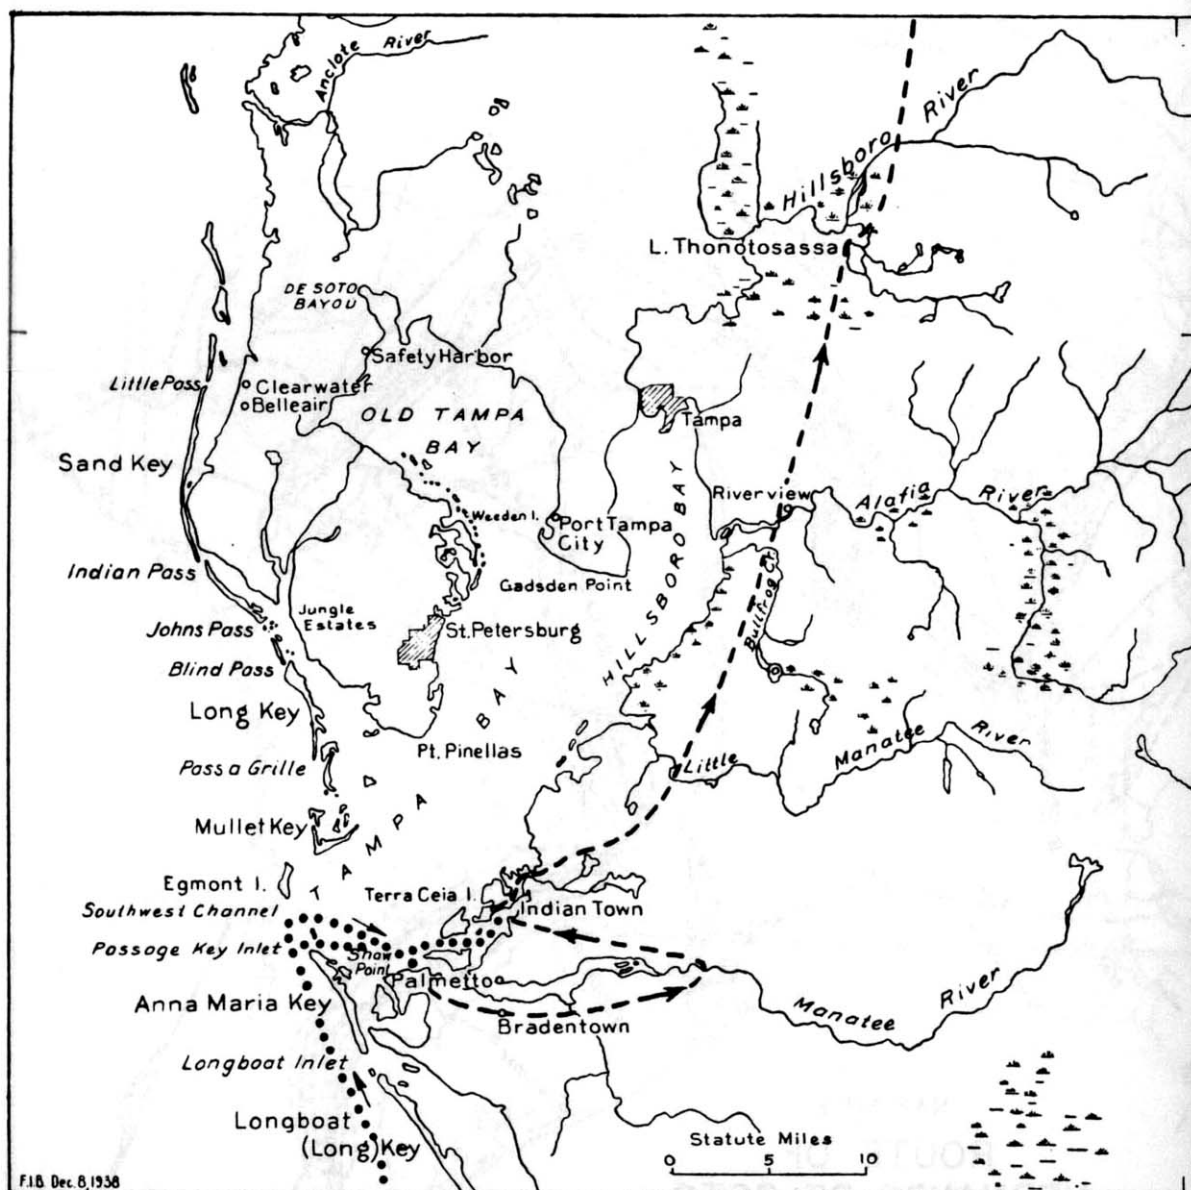 Anclote River
Hillsboro River
L. Thonotosassa
DE SOTO
BAYOU
Safety Harbor
Little Pass
Clearwater
Belleair
OLD TAMPA
BAY
Tampa
Sand Key
Riverview
Alafia River
Weeden I.
Port Tampa
City
Indian Pass
Gadsden Point
HILLSBORO BAY
Bullfrog Ck.
Jungle
Estates
Johns Pass
St. Petersburg
Blind Pass
Long Key
Pt. Pinellas
Little Manatee River
Pass a Grille
TAMPA BAY
Mullet Key
Egmont I.
Terra Ceia I.
Southwest Channel
Indian Town
Passage Key Inlet
Shaw
Point
Palmetto
Anna Maria Key
Manatee River
Bradentown
Longboat Inlet
Longboat
(Long) Key
Statute Miles
0 5 10
F.I.B. Dec. 8, 1938